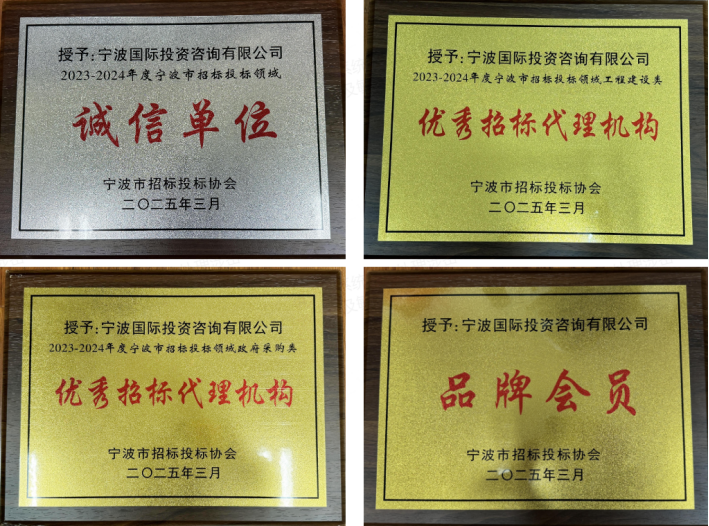 授予:宁波国际投资咨询有限公司
2023-2024年度宁波市招标投标领域
诚信单位
宁波市招标投标协会
二〇二五年三月
授予:宁波国际投资咨询有限公司
2023-2024年度宁波市招标投标领域工程建设类
优秀招标代理机构
宁波市招标投标协会
二〇二五年三月
授予:宁波国际投资咨询有限公司
2023-2024年度宁波市招标投标领域政府采购类
优秀招标代理机构
宁波市招标投标协会
二〇二五年三月
授予:宁波国际投资咨询有限公司
品牌会员
宁波市招标投标协会
二〇二五年三月